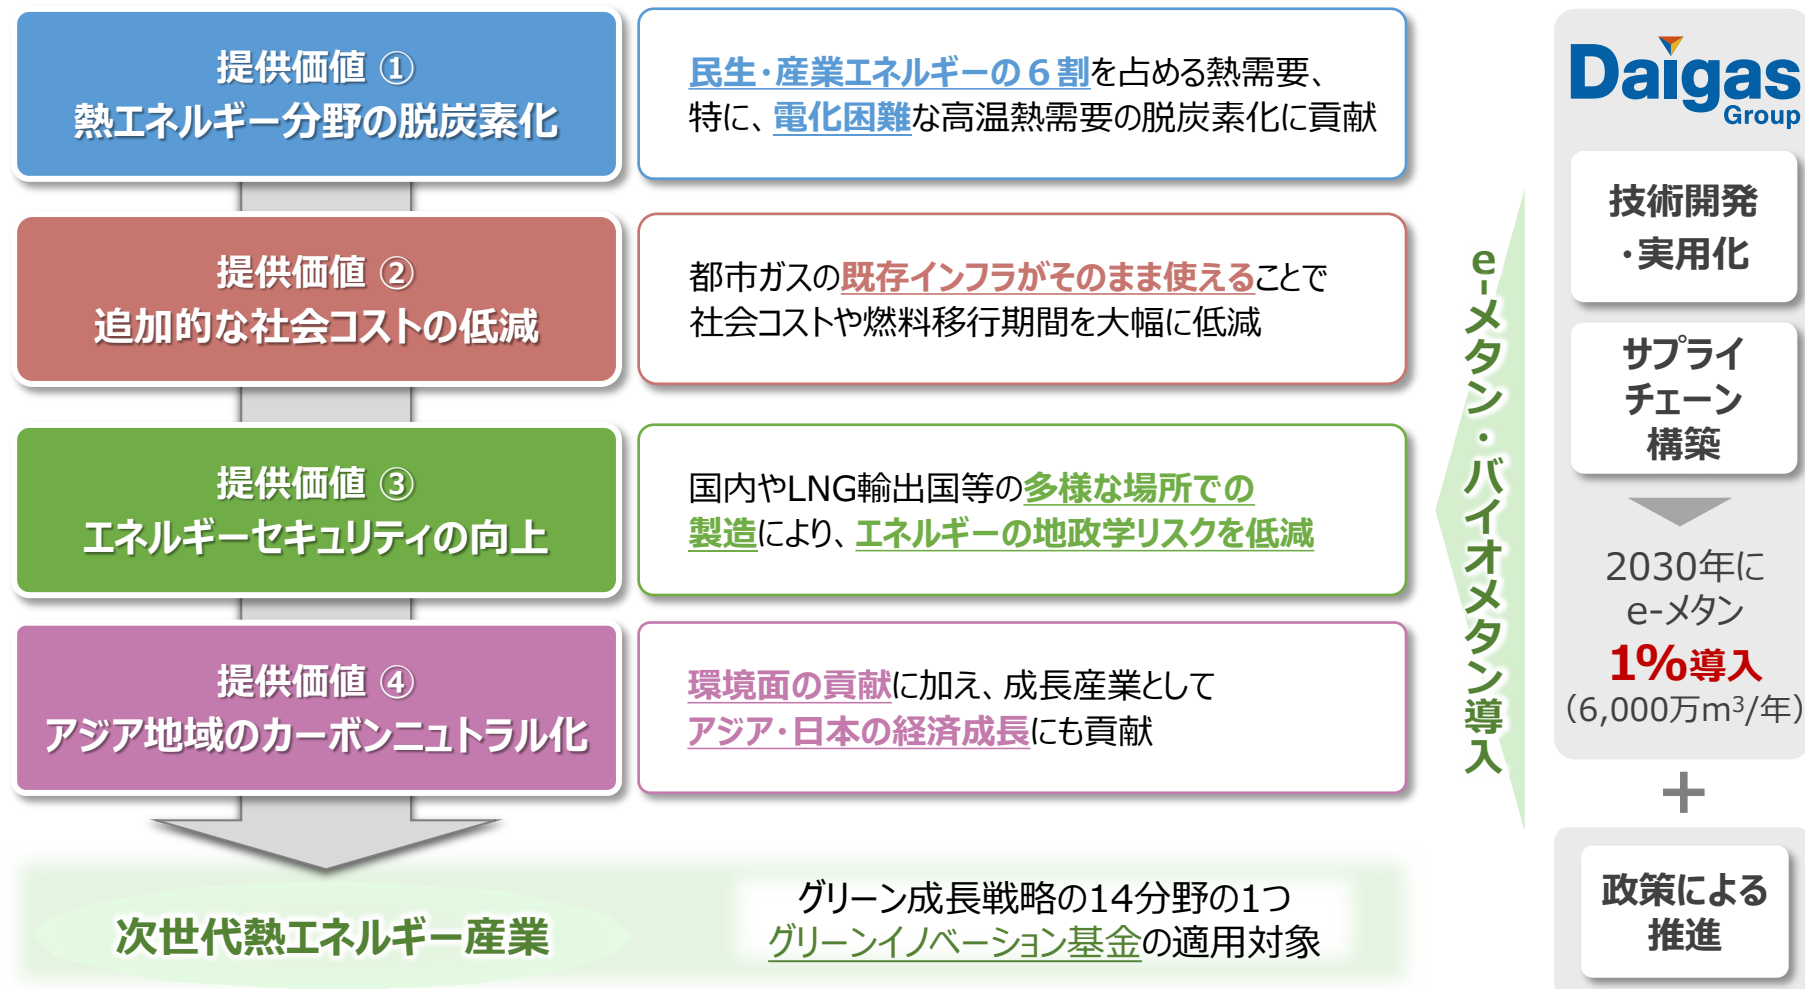 提供価値 ①
熱エネルギー分野の脱炭素化
民生・産業エネルギーの６割を占める熱需要、
特に、電化困難な高温熱需要の脱炭素化に貢献
提供価値 ②
追加的な社会コストの低減
都市ガスの既存インフラがそのまま使えることで
社会コストや燃料移行期間を大幅に低減
提供価値 ③
エネルギーセキュリティの向上
国内やLNG輸出国等の多様な場所での
製造により、エネルギーの地政学リスクを低減
提供価値 ④
アジア地域のカーボンニュートラル化
環境面の貢献に加え、成長産業として
アジア・日本の経済成長にも貢献
次世代熱エネルギー産業
グリーン成長戦略の14分野の1つ
グリーンイノベーション基金の適用対象
e-メタン・バイオメタン導入
Daigas
Group
技術開発
・実用化
サプライ
チェーン
構築
2030年に
e-メタン
1%導入
（6,000万m³/年）
＋
政策による
推進